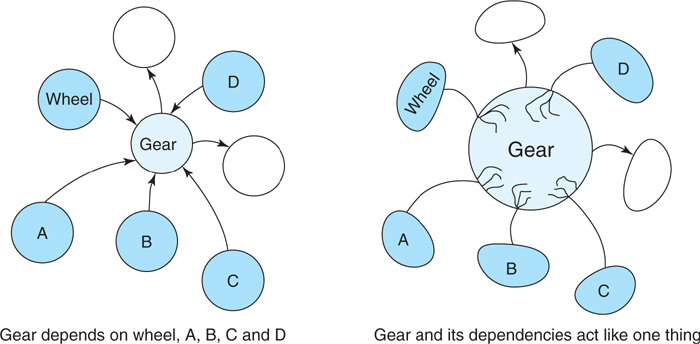 D
Wheel
Gear
A
B
C
Gear depends on wheel, A, B, C and D
D
Wheel
Gear
A
B
C
Gear and its dependencies act like one thing